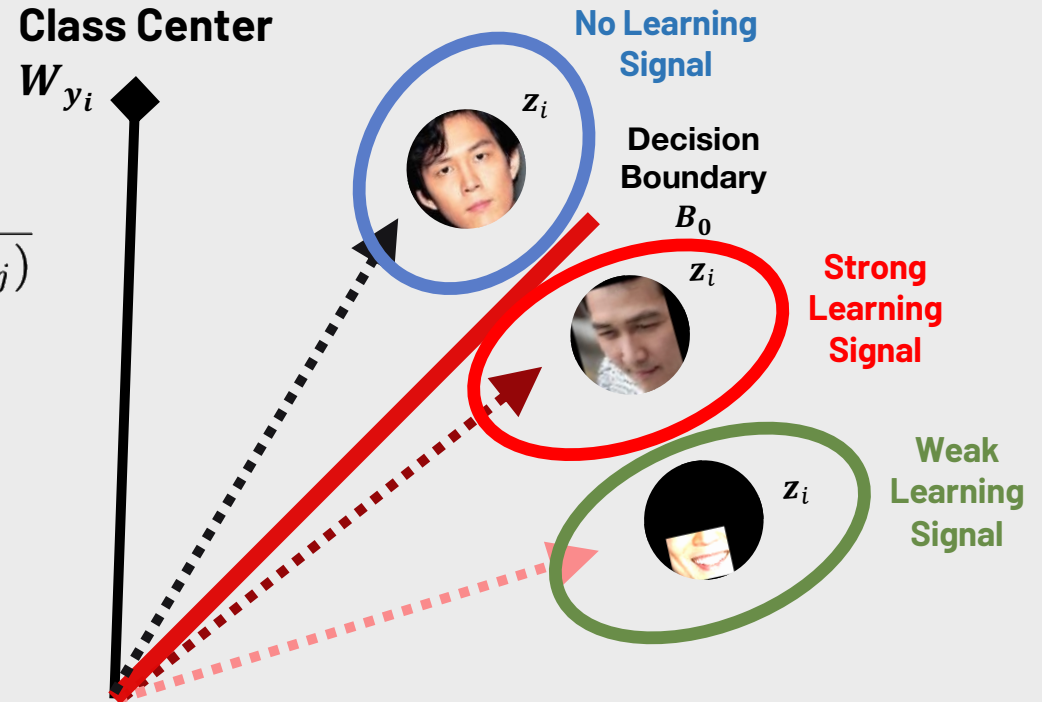 Class Center
W_{y_i}
No Learning
Signal
z_i
Decision
Boundary
B_0
z_i
Strong
Learning
Signal
j)
Weak
Learning
Signal
z_i